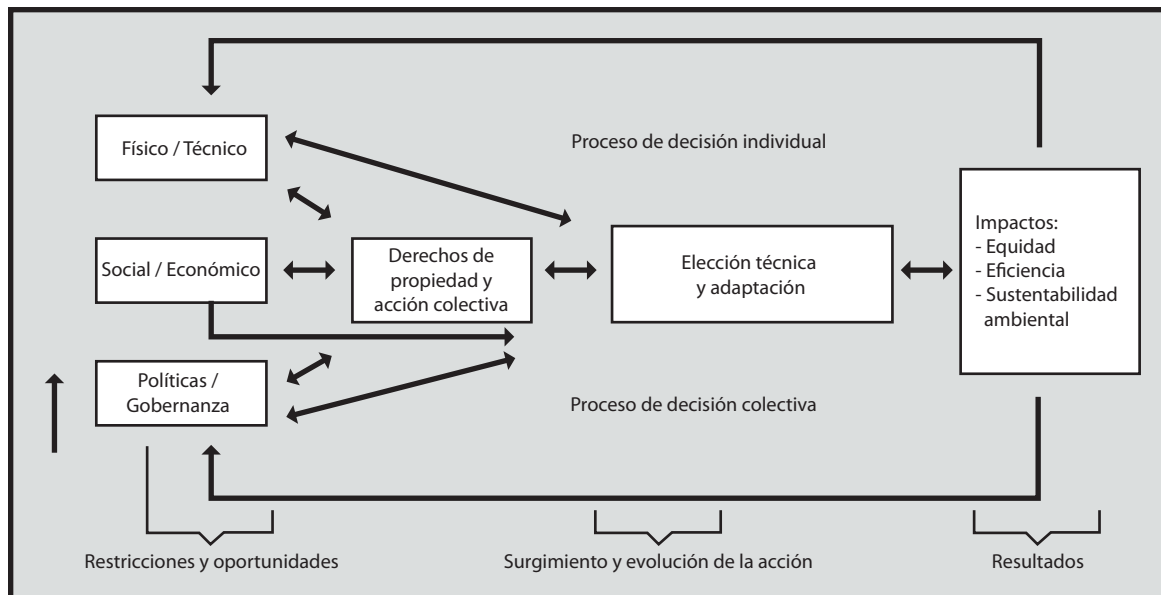 Físico / Técnico
Proceso de decisión individual
Social / Económico
Derechos de
propiedad y
acción colectiva
Elección técnica
y adaptación
Impactos:
- Equidad
- Eficiencia
- Sustentabilidad
ambiental
Políticas /
Gobernanza
Proceso de decisión colectiva
Restricciones y oportunidades
Surgimiento y evolución de la acción
Resultados